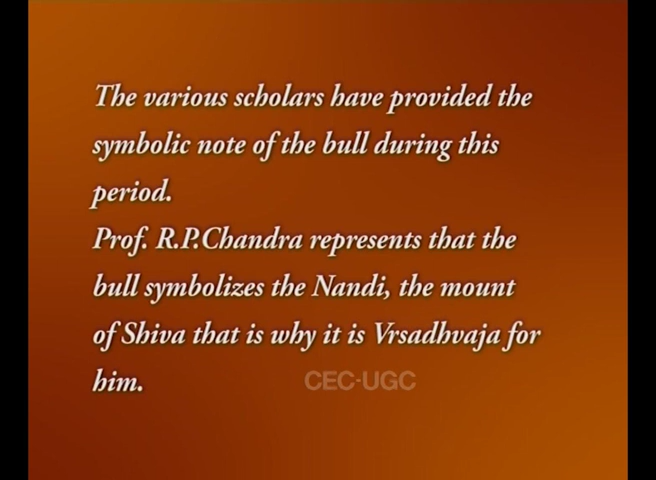 The various scholars have provided the
symbolic note of the bull during this
period.
Prof. R.P.Chandra represents that the
bull symbolizes the Nandi, the mount
of Shiva that is why it is Vrsadhvaja for
him.
CEC-UGC